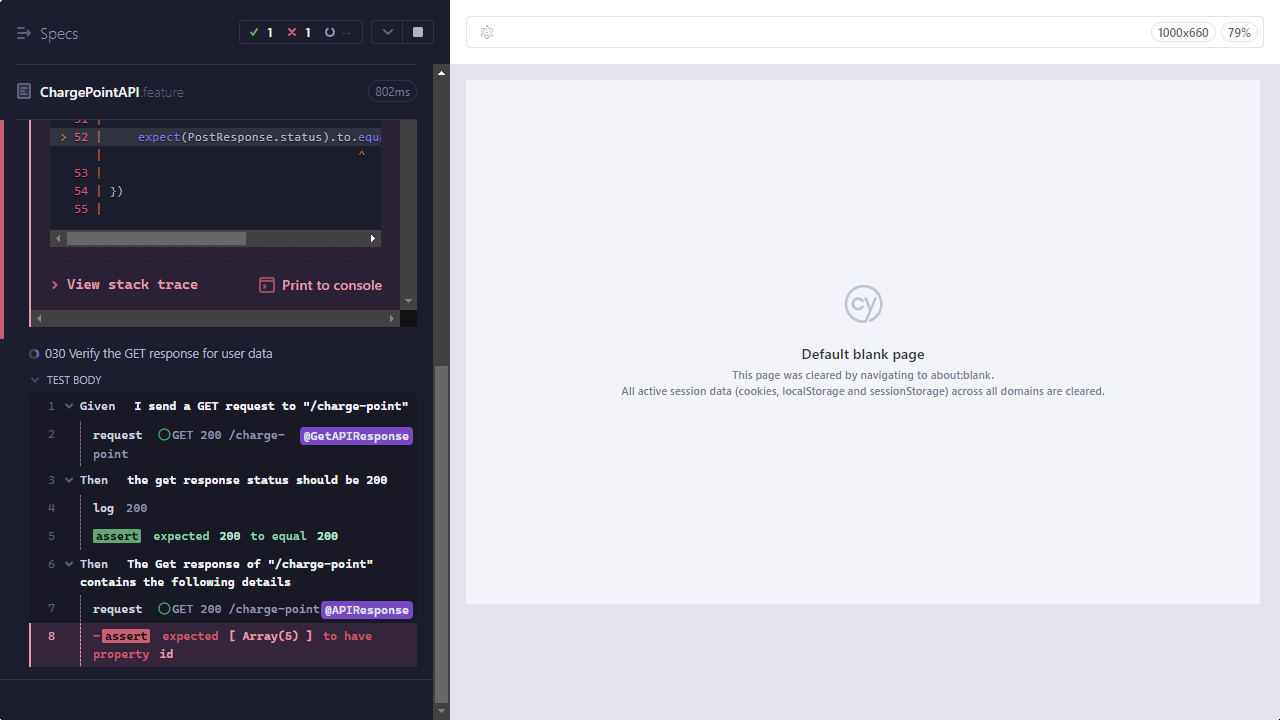 Specs
1
1
--
1000x660
79%
ChargePointAPI.feature
802ms
> 52 | expect(PostResponse.status).to.equa
| ^
53 |
54 | })
55 |
View stack trace
Print to console
030 Verify the GET response for user data
TEST BODY
1 Given I send a GET request to "/charge-point"
2 request GET 200 /charge- @GetAPIResponse
point
3 Then the get response status should be 200
4 log 200
5 assert expected 200 to equal 200
6 Then The Get response of "/charge-point"
contains the following details
7 request GET 200 /charge-point @APIResponse
8 -assert expected [ Array(5) ] to have
property id
cy
Default blank page
This page was cleared by navigating to about:blank.
All active session data (cookies, localStorage and sessionStorage) across all domains are cleared.